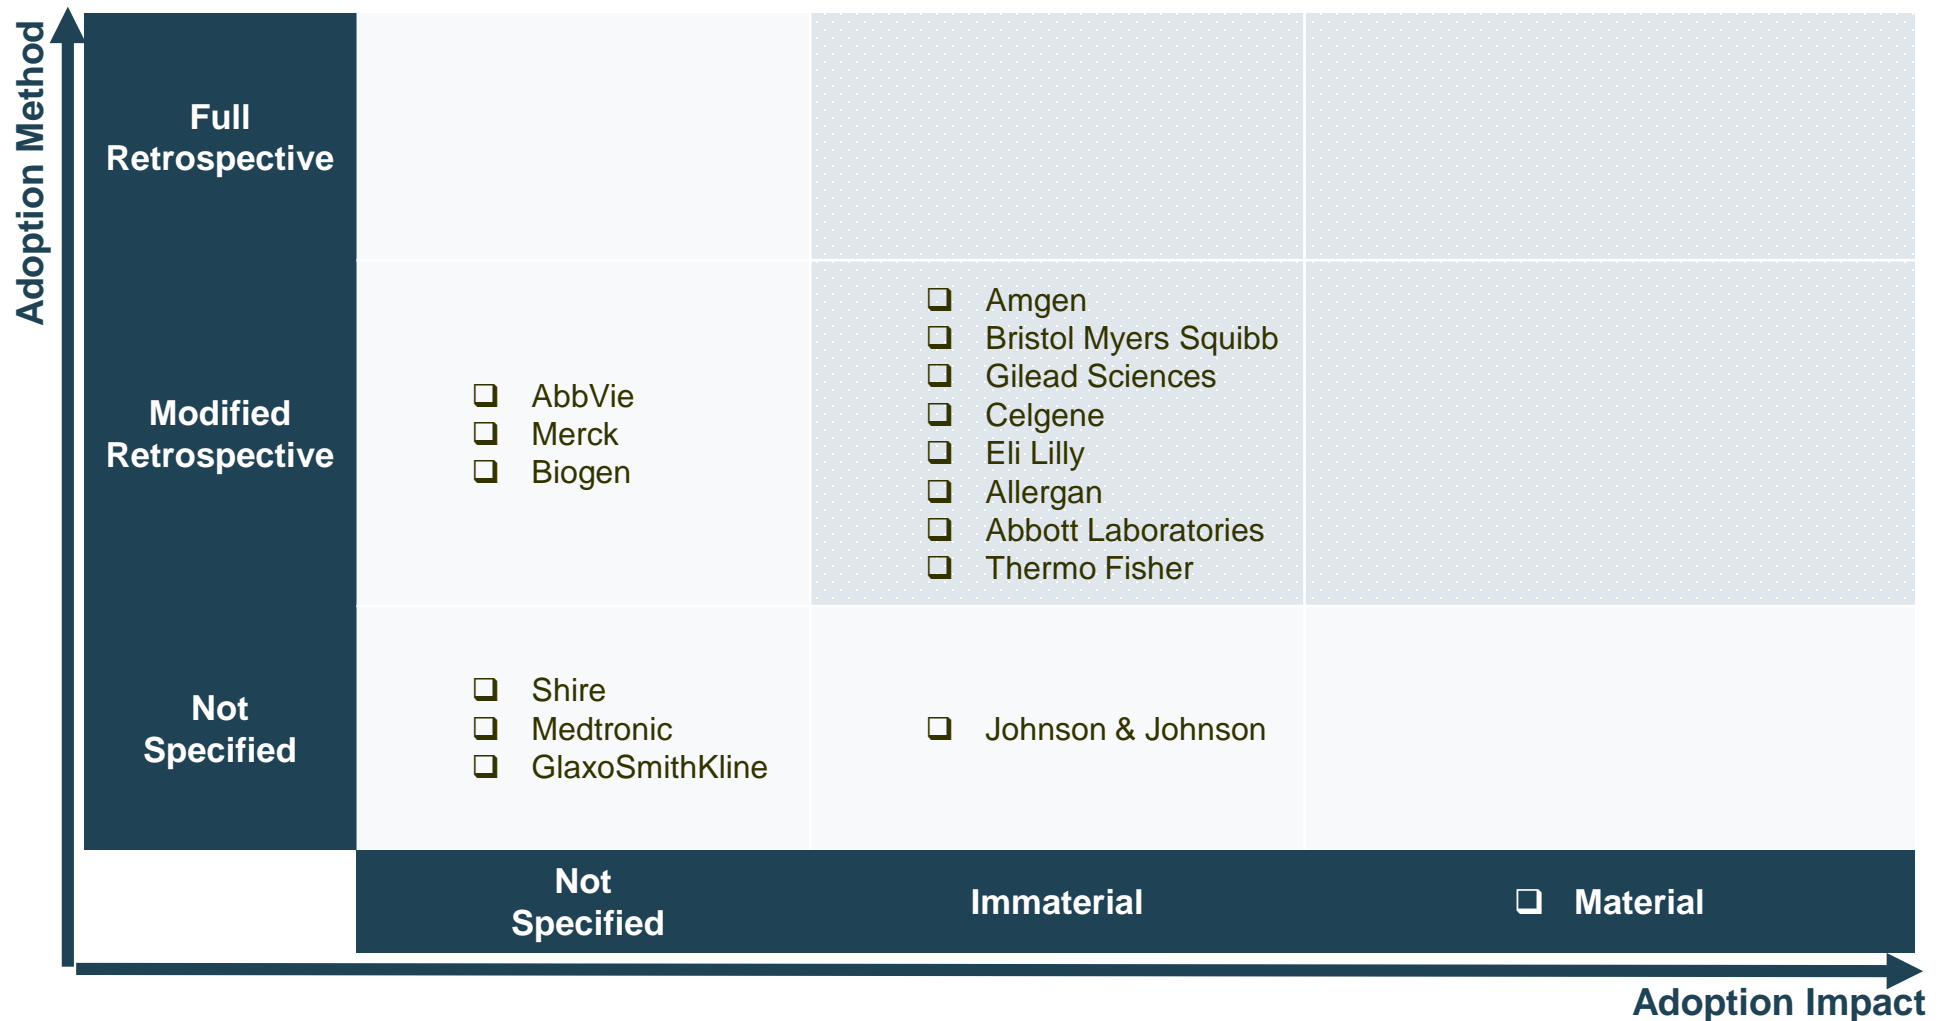 Adoption Method
Full
Retrospective
Modified
Retrospective
❑ AbbVie
❑ Merck
❑ Biogen
❑ Amgen
❑ Bristol Myers Squibb
❑ Gilead Sciences
❑ Celgene
❑ Eli Lilly
❑ Allergan
❑ Abbott Laboratories
❑ Thermo Fisher
Not
Specified
❑ Shire
❑ Medtronic
❑ GlaxoSmithKline
❑ Johnson & Johnson
Not
Specified
Immaterial
❑ Material
Adoption Impact